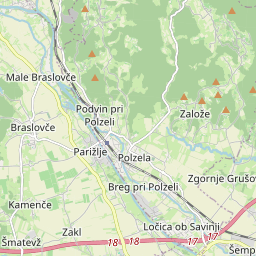 Male Braslovče
Podvin pri
Polzeli
Založe
Braslovče
Parižlje
Polzela
Breg pri Polzeli
Zgornje Grušov
Kamenče
Zakl
Ločica ob Savinji
Šmatevž
18
18
17
17
Šemp